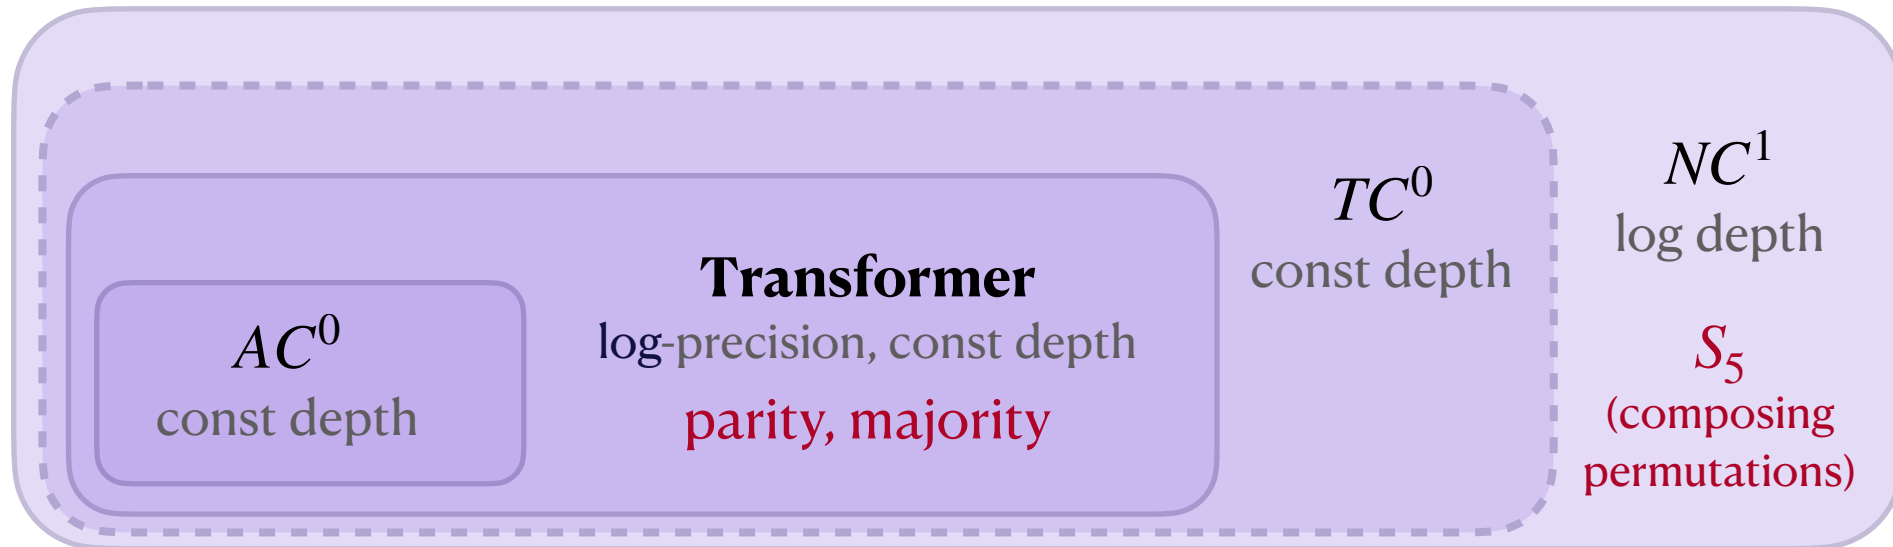 AC⁰
const depth
Transformer
log-precision, const depth
parity, majority
TC⁰
const depth
NC¹
log depth
S₅
(composing
permutations)